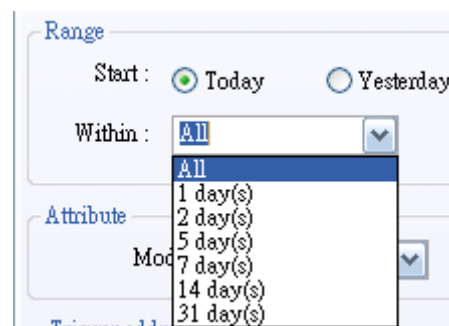 Range
Start : Today Yesterday
Within : All
All
1 day(s)
2 day(s)
5 day(s)
7 day(s)
14 day(s)
31 day(s)
Attribute